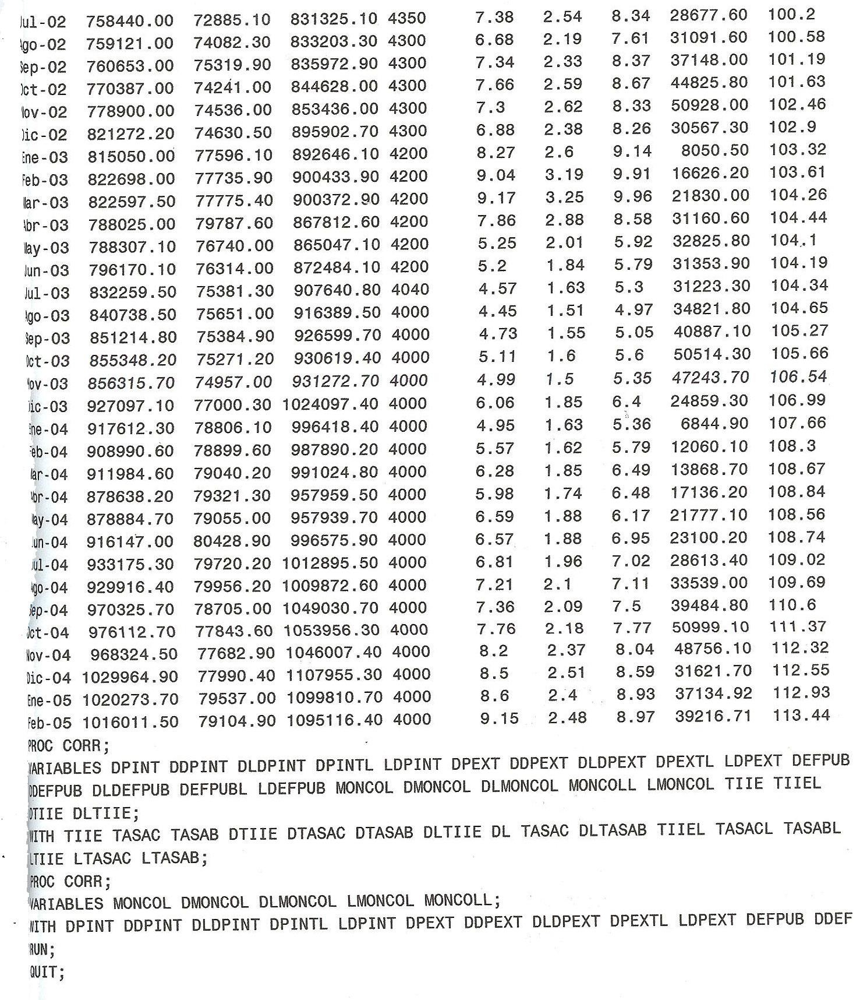 Jul-02 758440.00 72885.10 831325.10 4350 7.38 2.54 8.34 28677.60 100.2
Ago-02 759121.00 74082.30 833203.30 4300 6.68 2.19 7.61 31091.60 100.58
Sep-02 760653.00 75319.90 835972.90 4300 7.34 2.33 8.37 37148.00 101.19
Oct-02 770387.00 74241.00 844628.00 4300 7.66 2.59 8.67 44825.80 101.63
Nov-02 778900.00 74536.00 853436.00 4300 7.3 2.62 8.33 50928.00 102.46
Dic-02 821272.20 74630.50 895902.70 4300 6.88 2.38 8.26 30567.30 102.9
Ene-03 815050.00 77596.10 892646.10 4200 8.27 2.6 9.14 8050.50 103.32
Feb-03 822698.00 77735.90 900433.90 4200 9.04 3.19 9.91 16626.20 103.61
Mar-03 822597.50 77775.40 900372.90 4200 9.17 3.25 9.96 21830.00 104.26
Abr-03 788025.00 79787.60 867812.60 4200 7.86 2.88 8.58 31160.60 104.44
May-03 788307.10 76740.00 865047.10 4200 5.25 2.01 5.92 32825.80 104.1
Jun-03 796170.10 76314.00 872484.10 4200 5.2 1.84 5.79 31353.90 104.19
Jul-03 832259.50 75381.30 907640.80 4040 4.57 1.63 5.3 31223.30 104.34
Ago-03 840738.50 75651.00 916389.50 4000 4.45 1.51 4.97 34821.80 104.65
Sep-03 851214.80 75384.90 926599.70 4000 4.73 1.55 5.05 40887.10 105.27
Oct-03 855348.20 75271.20 930619.40 4000 5.11 1.6 5.6 50514.30 105.66
Nov-03 856315.70 74957.00 931272.70 4000 4.99 1.5 5.35 47243.70 106.54
Dic-03 927097.10 77000.30 1024097.40 4000 6.06 1.85 6.4 24859.30 106.99
Ene-04 917612.30 78806.10 996418.40 4000 4.95 1.63 5.36 6844.90 107.66
Feb-04 908990.60 78899.60 987890.20 4000 5.57 1.62 5.79 12060.10 108.3
Mar-04 911984.60 79040.20 991024.80 4000 6.28 1.85 6.49 13868.70 108.67
Abr-04 878638.20 79321.30 957959.50 4000 5.98 1.74 6.48 17136.20 108.84
May-04 878884.70 79055.00 957939.70 4000 6.59 1.88 6.17 21777.10 108.56
Jun-04 916147.00 80428.90 996575.90 4000 6.57 1.88 6.95 23100.20 108.74
Jul-04 933175.30 79720.20 1012895.50 4000 6.81 1.96 7.02 28613.40 109.02
Ago-04 929916.40 79956.20 1009872.60 4000 7.21 2.1 7.11 33539.00 109.69
Sep-04 970325.70 78705.00 1049030.70 4000 7.36 2.09 7.5 39484.80 110.6
Oct-04 976112.70 77843.60 1053956.30 4000 7.76 2.18 7.77 50999.10 111.37
Nov-04 968324.50 77682.90 1046007.40 4000 8.2 2.37 8.04 48756.10 112.32
Dic-04 1029964.90 77990.40 1107955.30 4000 8.5 2.51 8.59 31621.70 112.55
Ene-05 1020273.70 79537.00 1099810.70 4000 8.6 2.4 8.93 37134.92 112.93
Feb-05 1016011.50 79104.90 1095116.40 4000 9.15 2.48 8.97 39216.71 113.44
PROC CORR;
VARIABLES DPINT DDPINT DLDPINT DPINTL LDPINT DPEXT DDPEXT DLDPEXT DPEXTL LDPEXT DEFPUB
DDEFPUB DLDEFPUB DEFPUBL LDEFPUB MONCOL DMONCOL DLMONCOL MONCOLL LMONCOL TIIE TIIEL
DTIIE DLTIIE;
WITH TIIE TASAC TASAB DTIIE DTASAC DTASAB DLTIIE DL TASAC DLTASAB TIIEL TASACL TASABL
LTIIE LTASAC LTASAB;
PROC CORR;
VARIABLES MONCOL DMONCOL DLMONCOL LMONCOL MONCOLL;
WITH DPINT DDPINT DLDPINT DPINTL LDPINT DPEXT DDPEXT DLDPEXT DPEXTL LDPEXT DEFPUB DDEF
RUN;
QUIT;